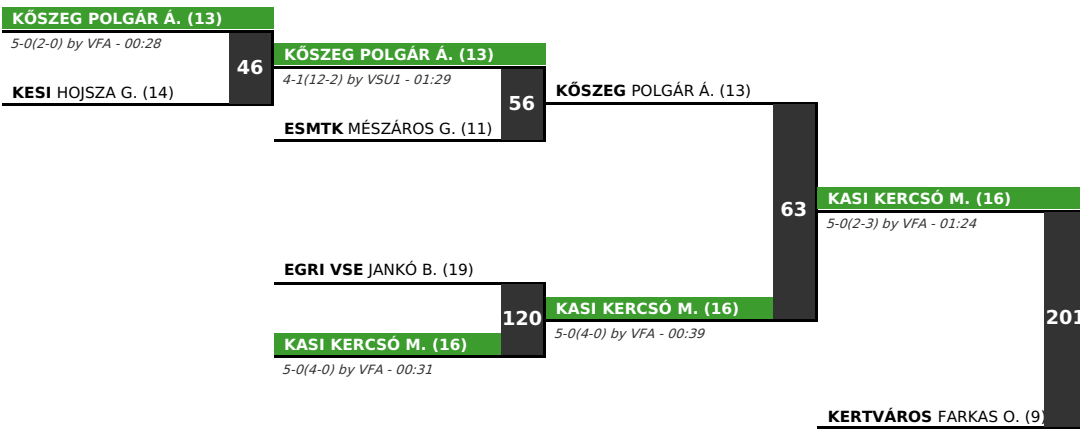 KŐSZEG POLGÁR Á. (13)
5-0(2-0) by VFA - 00:28
46
KESI HOJSZA G. (14)
KŐSZEG POLGÁR Á. (13)
4-1(12-2) by VSU1 - 01:29
56
ESMTK MÉSZÁROS G. (11)
KŐSZEG POLGÁR Á. (13)
63
EGRI VSE JANKÓ B. (19)
120
KASI KERCSÓ M. (16)
5-0(4-0) by VFA - 00:31
KASI KERCSÓ M. (16)
5-0(4-0) by VFA - 00:39
KASI KERCSÓ M. (16)
5-0(2-3) by VFA - 01:24
201
KERTVÁROS FARKAS O. (9)